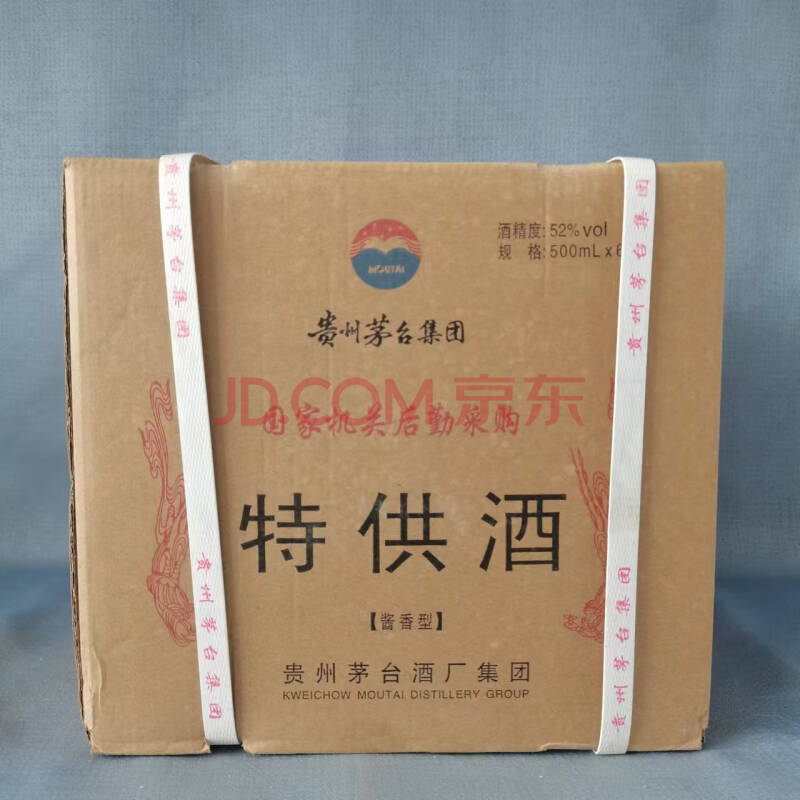 贵州茅台集团
贵州茅台集团
酒精度: 52% vol
规 格: 500mL x 6
MOUTAI
贵州茅台集团
JD.COM 京东
国家机关后勤采购
特供酒
【酱香型】
贵州茅台酒厂集团
KWEICHOW MOUTAI DISTILLERY GROUP
贵州茅台集团
贵州茅台集团